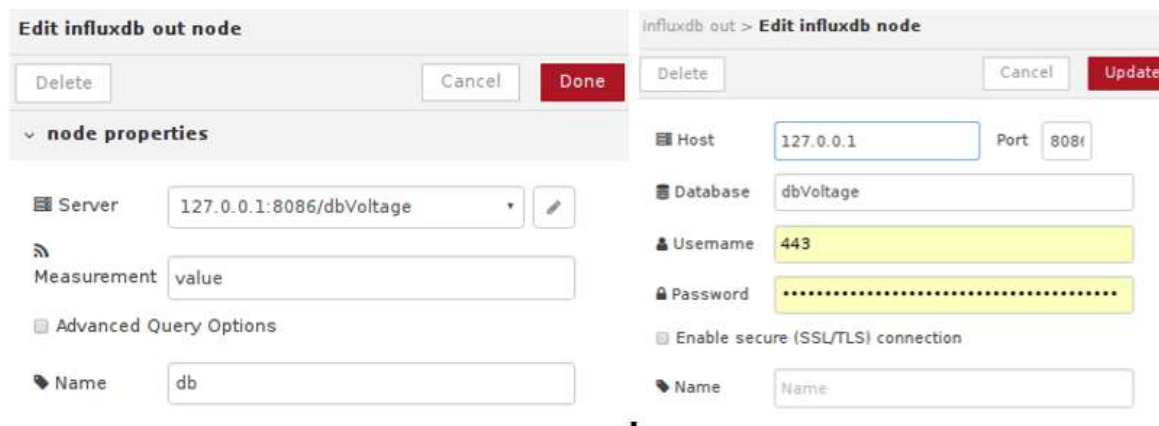 Edit influxdb out node
Delete Cancel Done
node properties
Server 127.0.0.1:8086/dbVoltage
Measurement value
Advanced Query Options
Name db
influxdb out > Edit influxdb node
Delete Cancel Update
Host 127.0.0.1 Port 8086
Database dbVoltage
Username 443
Password ••••••••••••••••••••••••••••••••••••••••
Enable secure (SSL/TLS) connection
Name Name